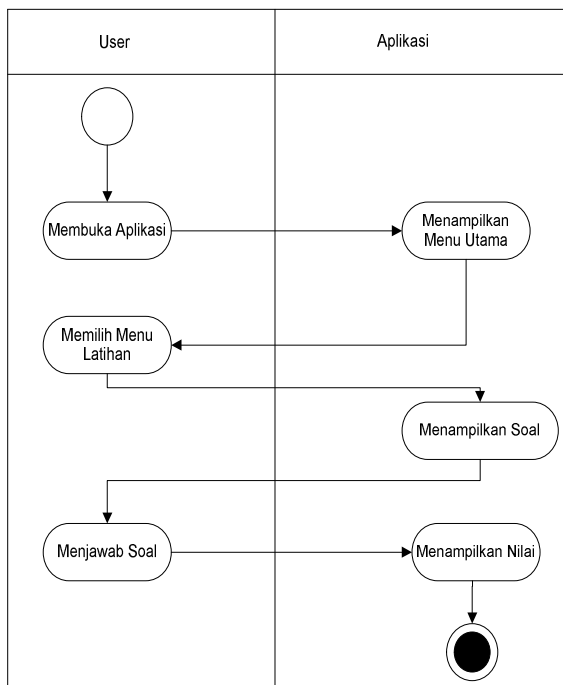 User
Aplikasi
Membuka Aplikasi
Menampilkan
Menu Utama
Memilih Menu
Latihan
Menampilkan Soal
Menjawab Soal
Menampilkan Nilai